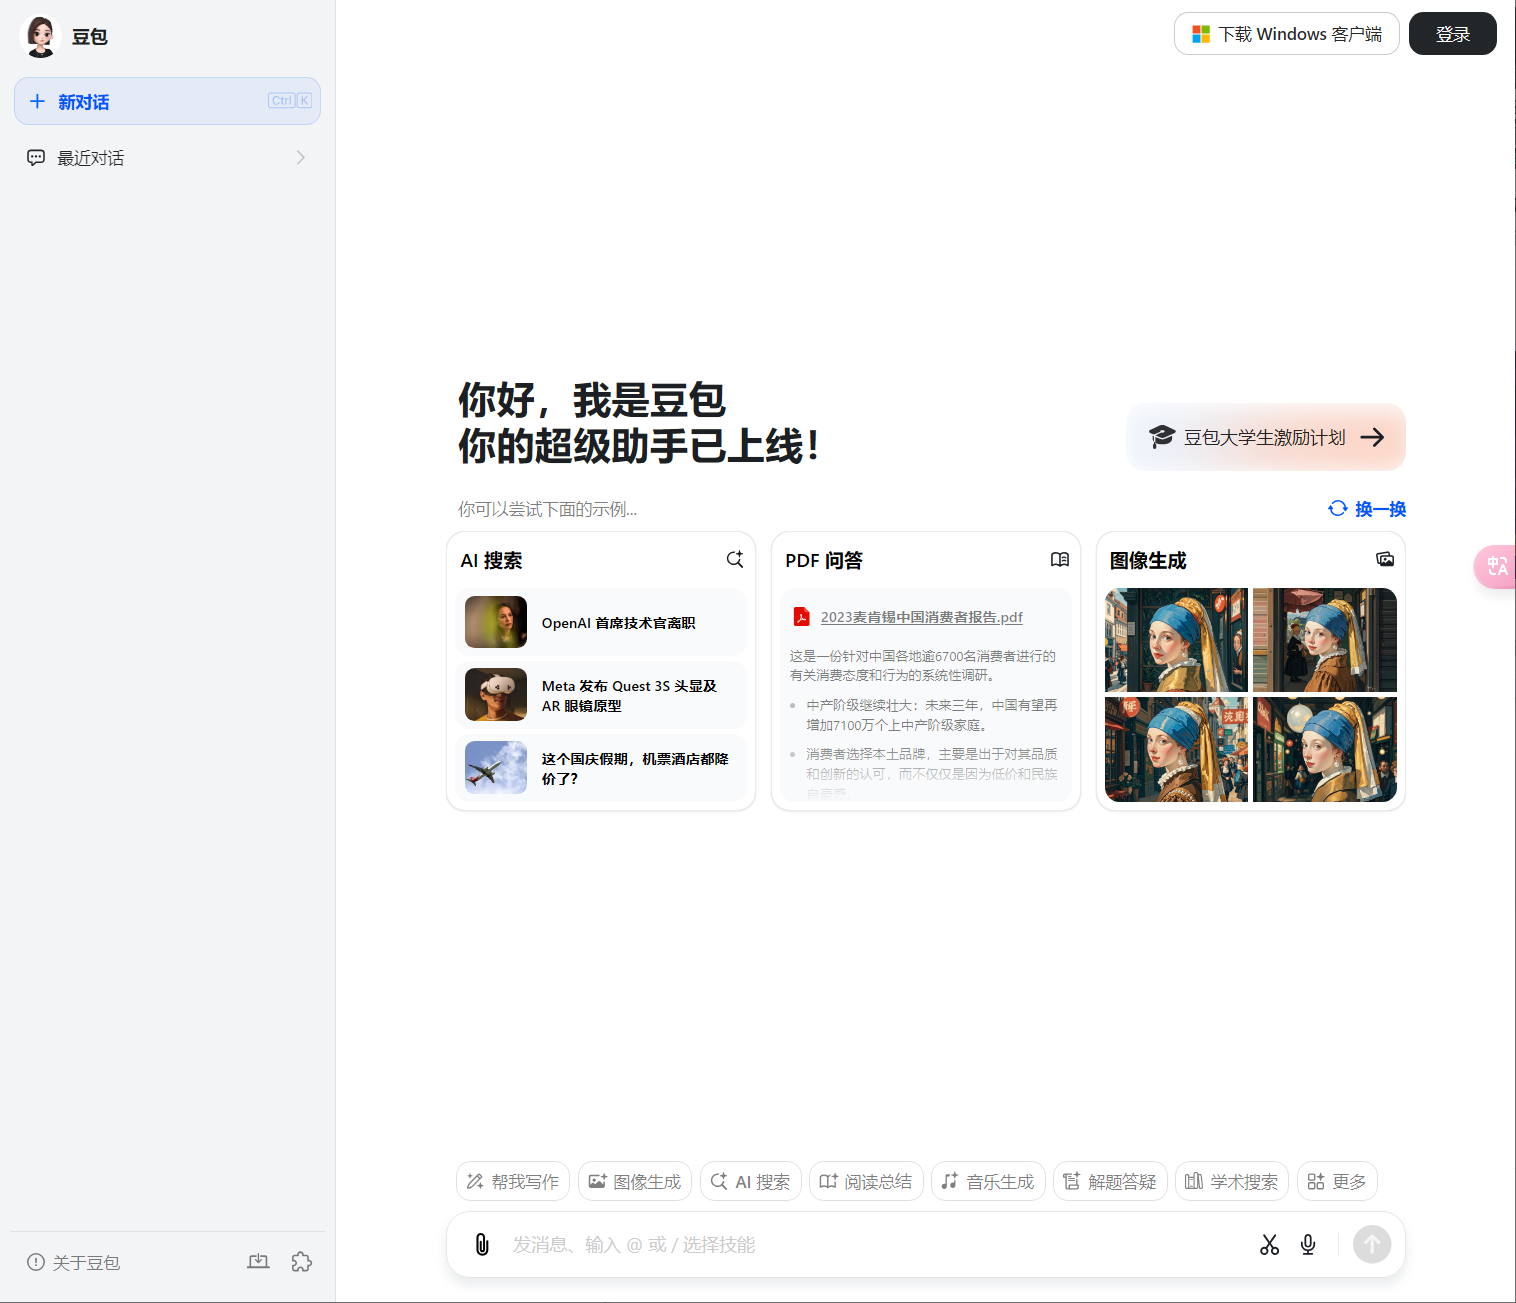 豆包
新对话
Ctrl K
最近对话
关于豆包
下载 Windows 客户端
登录
你好，我是豆包
你的超级助手已上线！
豆包大学生激励计划
你可以尝试下面的示例...
换一换
AI 搜索
OpenAI 首席技术官离职
Meta 发布 Quest 3S 头显及
AR 眼镜原型
这个国庆假期，机票酒店都降
价了？
PDF 问答
2023麦肯锡中国消费者报告.pdf
这是一份针对中国各地逾6700名消费者进行的
有关消费态度和行为的系统性调研。
中产阶级继续壮大：未来三年，中国有望再
增加7100万个上中产阶级家庭。
消费者选择本土品牌，主要是出于对其品质
和创新的认可，而不仅仅是因为低价和民族
自豪感。
图像生成
中A
帮我写作
图像生成
AI 搜索
阅读总结
音乐生成
解题答疑
学术搜索
更多
发消息、输入 @ 或 / 选择技能